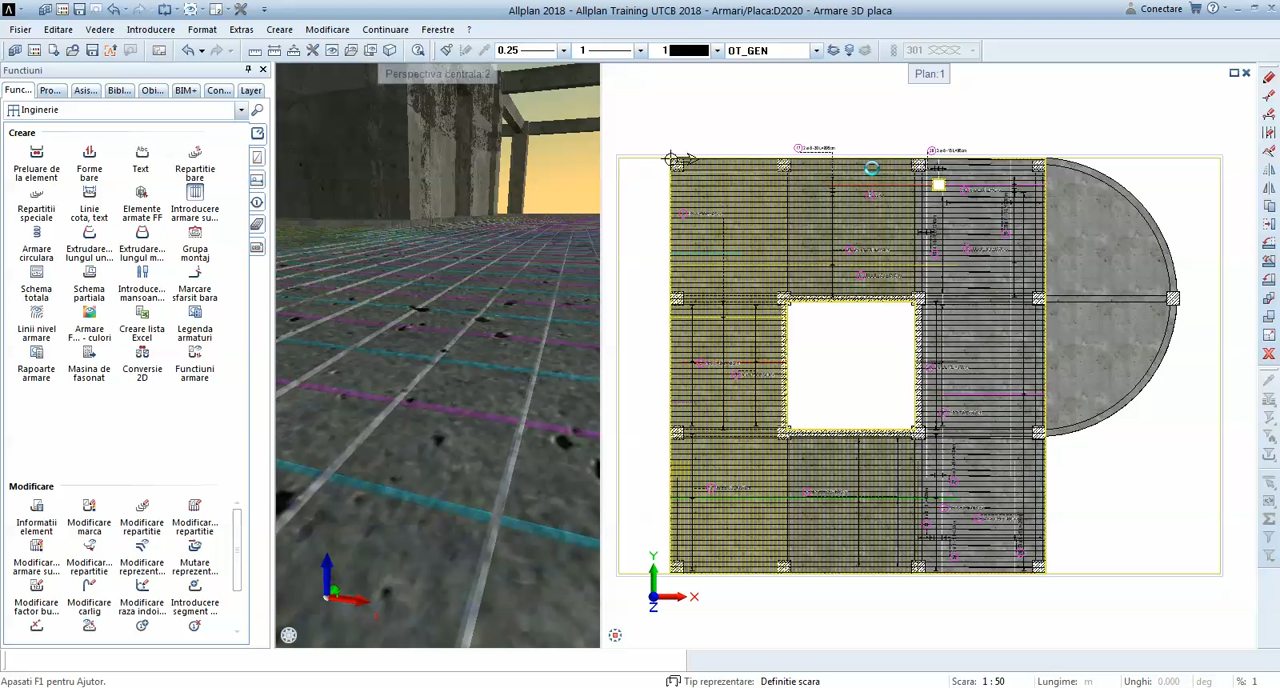 Allplan 2018 - Allplan Training UTCB 2018 - Armari/Placa:D2020 - Armare 3D placa
Conectare
Fisier Editare Vedere Introducere Format Extras Creare Modificare Continuare Ferestre ?
0.25 1 1 OT_GEN 301
Functiuni
Perspectiva centrala:2
Plan:1
Func... Pro... Asis... Bibl... Obi... BIM+ Con... Layer
Inginerie
Creare
Preluare de la element
Forme bare
Text
Repartitie bare
Repartitii speciale
Linie cota, text
Elemente armate FF
Introducere armare su...
Armare circulara
Extrudare... lungul un...
Extrudare... lungul m...
Grupa montaj
Schema totala
Schema partiala
Introduce... mansoan...
Marcare sfarsit bara
Linii nivel armare
Armare F... - culori
Creare lista Excel
Legenda armaturi
Rapoarte armare
Masina de fasonat
Conversie 2D
Functiuni armare
Modificare
Informatii element
Modificare marca
Modificare repartitie
Modificar... repartitie
Modificar... armare su...
Modificar... repartitie
Modificare reprezent...
Mutare reprezent...
Modificare factor bu...
Modificare carlig
Modificare raza indoi...
Introducere segment ...
Y
X
Z
Apasati F1 pentru Ajutor.
Tip reprezentare: Definitie scara
Scara: 1 : 50
Lungime: m
Unghi: 0.000 deg
%: 1